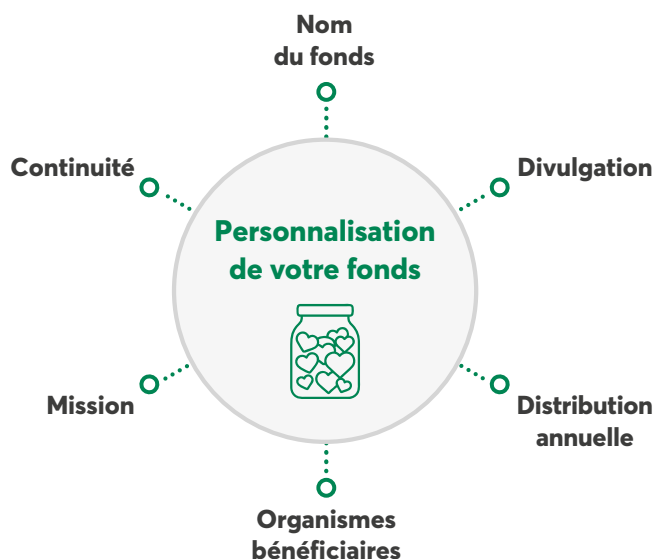 Nom
du fonds
Continuité
Divulgation
Personnalisation
de votre fonds
Mission
Distribution
annuelle
Organismes
bénéficiaires